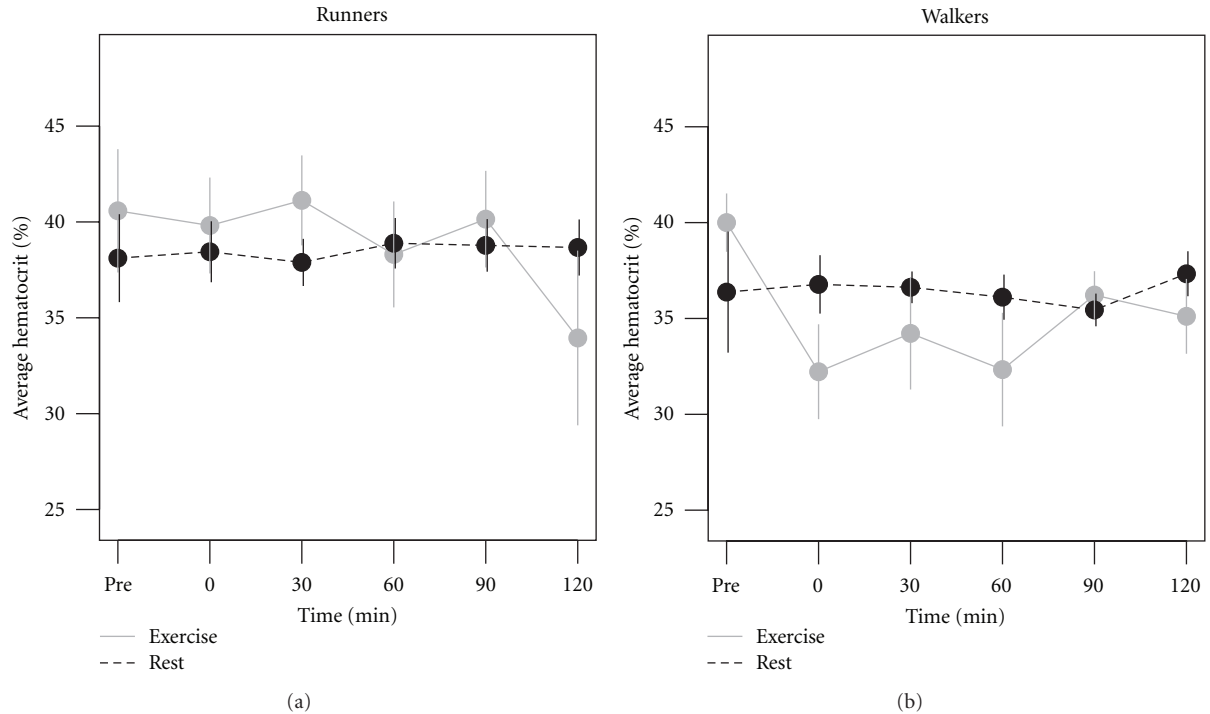 Runners
Average hematocrit (%)
45
40
35
30
25
Pre 0 30 60 90 120
Time (min)
Exercise
Rest
(a)
Walkers
Average hematocrit (%)
45
40
35
30
25
Pre 0 30 60 90 120
Time (min)
Exercise
Rest
(b)